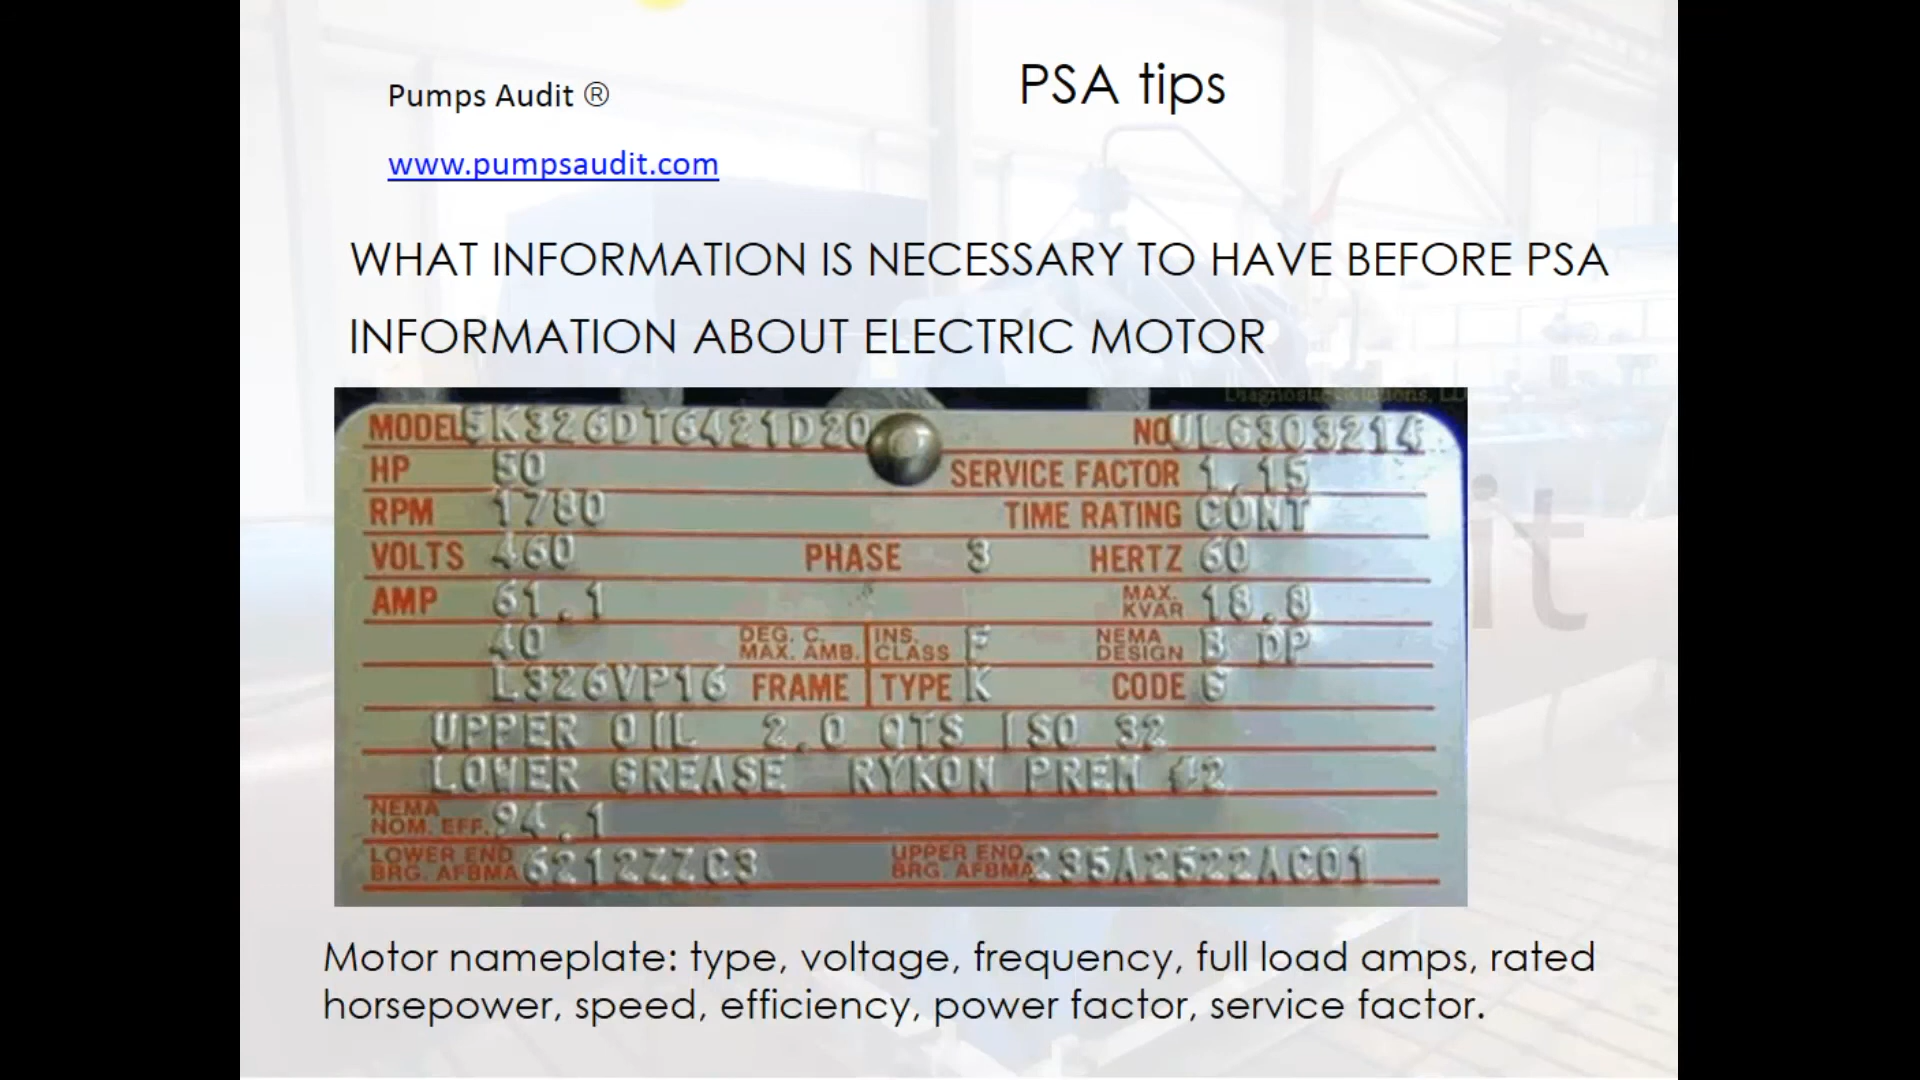 PSA tips
Pumps Audit ®
www.pumpsaudit.com
WHAT INFORMATION IS NECESSARY TO HAVE BEFORE PSA
INFORMATION ABOUT ELECTRIC MOTOR
Diagnostic Solutions, LL
MODEL 5K326DT6421D20 NO UL6303214
HP 50 SERVICE FACTOR 1.15
RPM 1780 TIME RATING CONT
VOLTS 460 PHASE 3 HERTZ 60
AMP 61.1 MAX. KVAR 18.8
40 DEG. C. MAX. AMB. INS. CLASS F NEMA DESIGN B DP
L326VP16 FRAME TYPE K CODE G
UPPER OIL 2.0 QTS ISO 32
LOWER GREASE RYKON PREM #2
NEMA NOM. EFF. 94.1
LOWER END BRG. AFBMA 6212ZZC3 UPPER END BRG. AFBMA 235A2522AC01
it
Motor nameplate: type, voltage, frequency, full load amps, rated
horsepower, speed, efficiency, power factor, service factor.